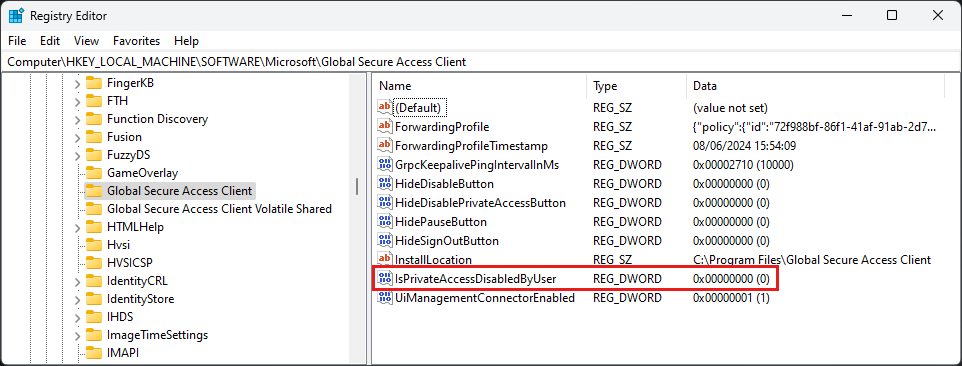 Registry Editor
File Edit View Favorites Help
Computer\HKEY_LOCAL_MACHINE\SOFTWARE\Microsoft\Global Secure Access Client
FingerKB
FTH
Function Discovery
Fusion
FuzzyDS
GameOverlay
Global Secure Access Client
Global Secure Access Client Volatile Shared
HTMLHelp
Hvsi
HVSICSP
IdentityCRL
IdentityStore
IHDS
ImageTimeSettings
IMAPI
Name Type Data
ab (Default) REG_SZ (value not set)
ab ForwardingProfile REG_SZ {"policy":{"id":"72f988bf-86f1-41af-91ab-2d7...
ab ForwardingProfileTimestamp REG_SZ 08/06/2024 15:54:09
GrpcKeepalivePingIntervalInMs REG_DWORD 0x00002710 (10000)
HideDisableButton REG_DWORD 0x00000000 (0)
HideDisablePrivateAccessButton REG_DWORD 0x00000000 (0)
HidePauseButton REG_DWORD 0x00000000 (0)
HideSignOutButton REG_DWORD 0x00000000 (0)
ab InstallLocation REG_SZ C:\Program Files\Global Secure Access Client
IsPrivateAccessDisabledByUser REG_DWORD 0x00000000 (0)
UiManagementConnectorEnabled REG_DWORD 0x00000001 (1)